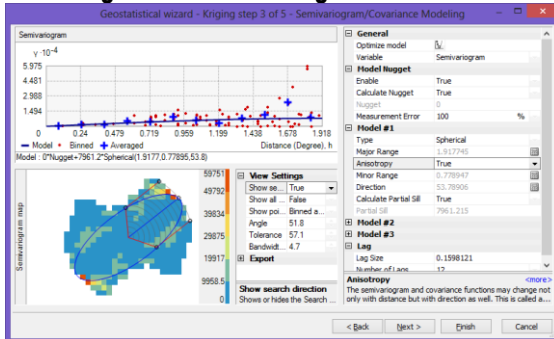 Geostatistical wizard - Kriging step 3 of 5 - Semivariogram/Covariance Modeling
Semivariogram
γ ·10⁻⁴
5.975
4.481
2.988
1.494
0 0.24 0.479 0.719 0.959 1.199 1.438 1.678 1.918
Model Binned Averaged Distance (Degree), h
Model : 0*Nugget+7961.2*Spherical(1.9177,0.77895,53.8)
Semivariogram map
59751
49792
39834
29875
19917
9958.5
0
View Settings
Show se... True
Show all ... False
Show poi... Binned a...
Angle 51.8
Tolerance 57.1
Bandwidt... 4.7
Export
Show search direction
Shows or hides the Search ...
General
Optimize model
Variable Semivariogram
Model Nugget
Enable True
Calculate Nugget True
Nugget 0
Measurement Error 100 %
Model #1
Type Spherical
Major Range 1.917745
Anisotropy True
Minor Range 0.778947
Direction 53.78906
Calculate Partial Sill True
Partial Sill 7961.215
Model #2
Model #3
Lag
Lag Size 0.1598121
Number of Lags 12
Anisotropy <more>
The semivariogram and covariance functions may change not
only with distance but with direction as well. This is called a...
< Back Next > Finish Cancel